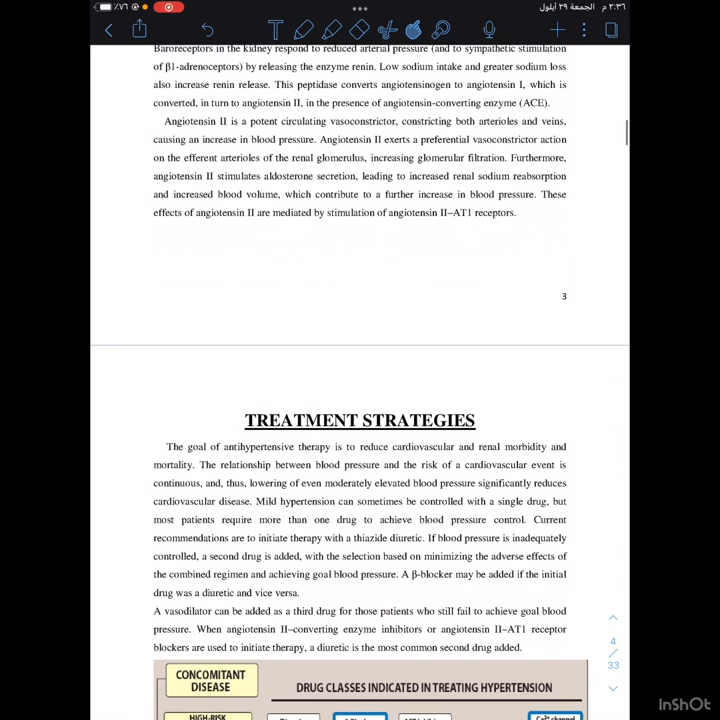 ٢:٣٦ م الجمعة ٢٩ أيلول
٪٧٦
Baroreceptors in the kidney respond to reduced arterial pressure (and to sympathetic stimulation
of β1-adrenoceptors) by releasing the enzyme renin. Low sodium intake and greater sodium loss
also increase renin release. This peptidase converts angiotensinogen to angiotensin I, which is
converted, in turn to angiotensin II, in the presence of angiotensin-converting enzyme (ACE).
Angiotensin II is a potent circulating vasoconstrictor, constricting both arterioles and veins,
causing an increase in blood pressure. Angiotensin II exerts a preferential vasoconstrictor action
on the efferent arterioles of the renal glomerulus, increasing glomerular filtration. Furthermore,
angiotensin II stimulates aldosterone secretion, leading to increased renal sodium reabsorption
and increased blood volume, which contribute to a further increase in blood pressure. These
effects of angiotensin II are mediated by stimulation of angiotensin II–AT1 receptors.
3
TREATMENT STRATEGIES
The goal of antihypertensive therapy is to reduce cardiovascular and renal morbidity and
mortality. The relationship between blood pressure and the risk of a cardiovascular event is
continuous, and, thus, lowering of even moderately elevated blood pressure significantly reduces
cardiovascular disease. Mild hypertension can sometimes be controlled with a single drug, but
most patients require more than one drug to achieve blood pressure control. Current
recommendations are to initiate therapy with a thiazide diuretic. If blood pressure is inadequately
controlled, a second drug is added, with the selection based on minimizing the adverse effects of
the combined regimen and achieving goal blood pressure. A β-blocker may be added if the initial
drug was a diuretic and vice versa.
A vasodilator can be added as a third drug for those patients who still fail to achieve goal blood
pressure. When angiotensin II–converting enzyme inhibitors or angiotensin II–AT1 receptor
blockers are used to initiate therapy, a diuretic is the most common second drug added.
4
/
33
CONCOMITANT
DISEASE
DRUG CLASSES INDICATED IN TREATING HYPERTENSION
HIGH-RISK
Ca²⁺ channel
InShOt